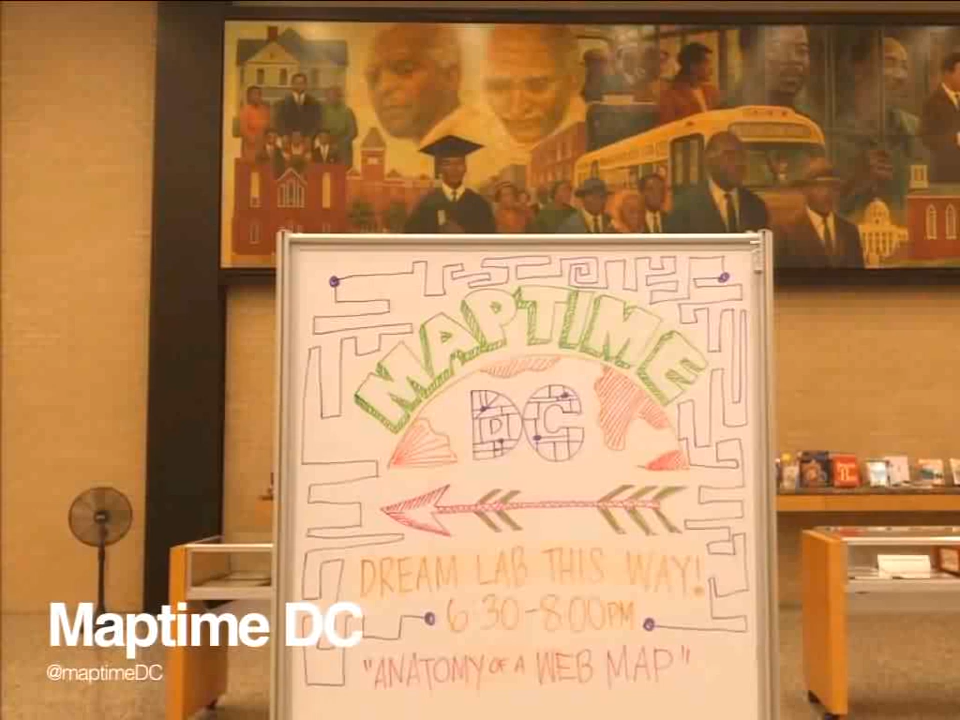 MAPTIME
DC
DREAM LAB THIS WAY!
6:30-8:00PM
"ANATOMY OF A WEB MAP"
Maptime DC
@maptimeDC